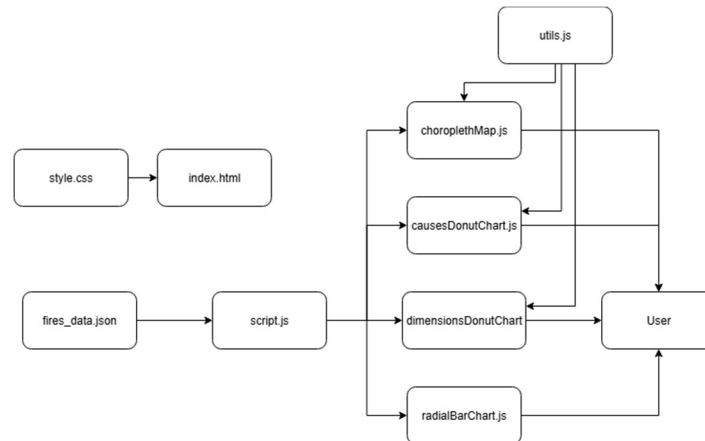 utils.js
choroplethMap.js
style.css
index.html
causesDonutChart.js
fires_data.json
script.js
dimensionsDonutChart
User
radialBarChart.js